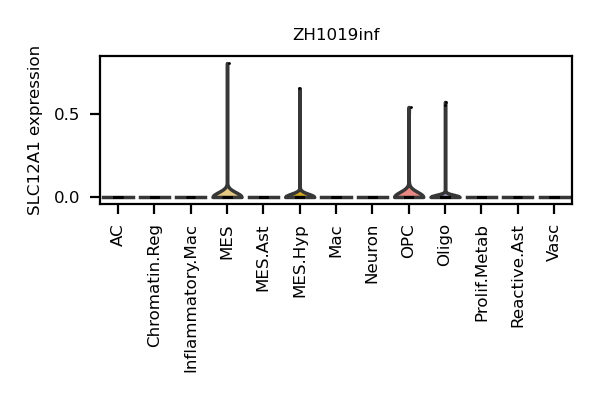 ZH1019inf
SLC12A1 expression
0.5
0.0
AC
Chromatin.Reg
Inflammatory.Mac
MES
MES.Ast
MES.Hyp
Mac
Neuron
OPC
Oligo
Prolif.Metab
Reactive.Ast
Vasc